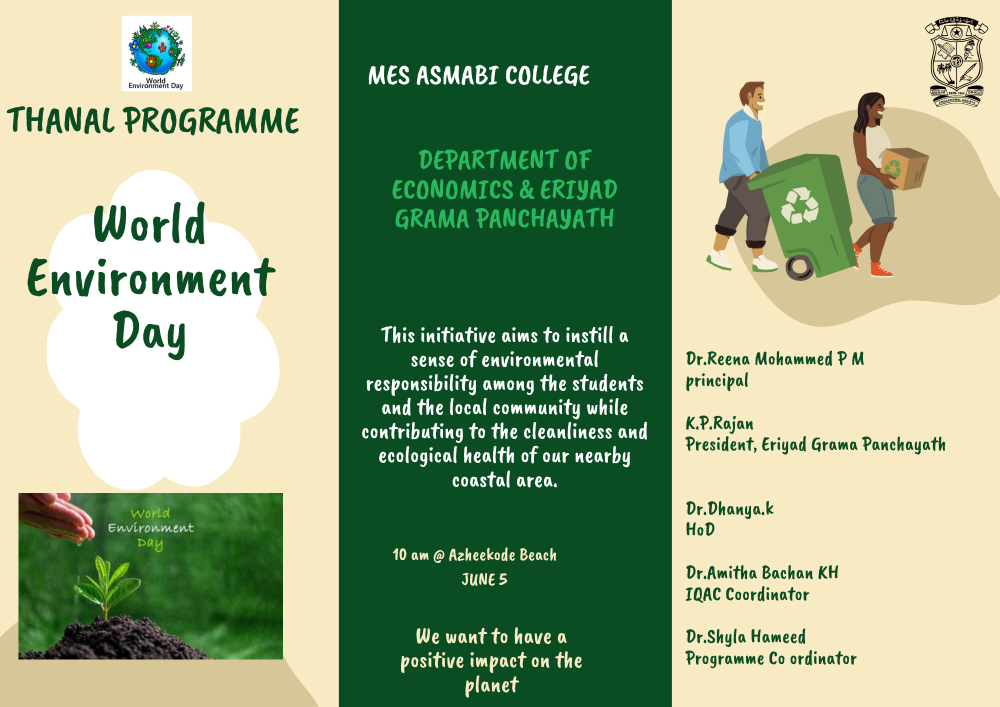 World
Environment Day
THANAL PROGRAMME
World
Environment
Day
World
Environment
Day
MES ASMABI COLLEGE
DEPARTMENT OF
ECONOMICS & ERIYAD
GRAMA PANCHAYATH
This initiative aims to instill a
sense of environmental
responsibility among the students
and the local community while
contributing to the cleanliness and
ecological health of our nearby
coastal area.
10 am @ Azheekode Beach
JUNE 5
We want to have a
positive impact on the
planet
MES
MUSLIM ESTD. 1964 CALICUT
EDUCATIONAL SOCIETY
Dr.Reena Mohammed P M
principal
K.P.Rajan
President, Eriyad Grama Panchayath
Dr.Dhanya.k
HoD
Dr.Amitha Bachan KH
IQAC Coordinator
Dr.Shyla Hameed
Programme Co ordinator